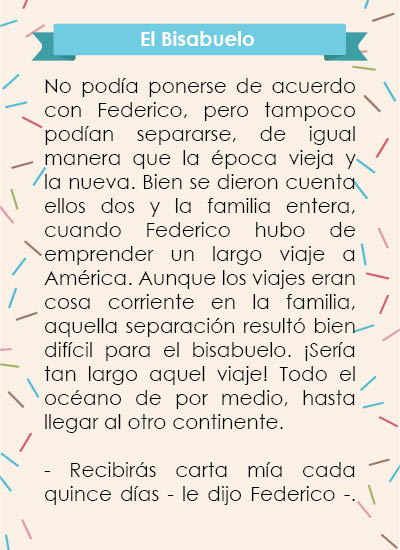 El Bisabuelo
No podía ponerse de acuerdo
con Federico, pero tampoco
podían separarse, de igual
manera que la época vieja y
la nueva. Bien se dieron cuenta
ellos dos y la familia entera,
cuando Federico hubo de
emprender un largo viaje a
América. Aunque los viajes eran
cosa corriente en la familia,
aquella separación resultó bien
difícil para el bisabuelo. ¡Sería
tan largo aquel viaje! Todo el
océano de por medio, hasta
llegar al otro continente.
- Recibirás carta mía cada
quince días - le dijo Federico -.